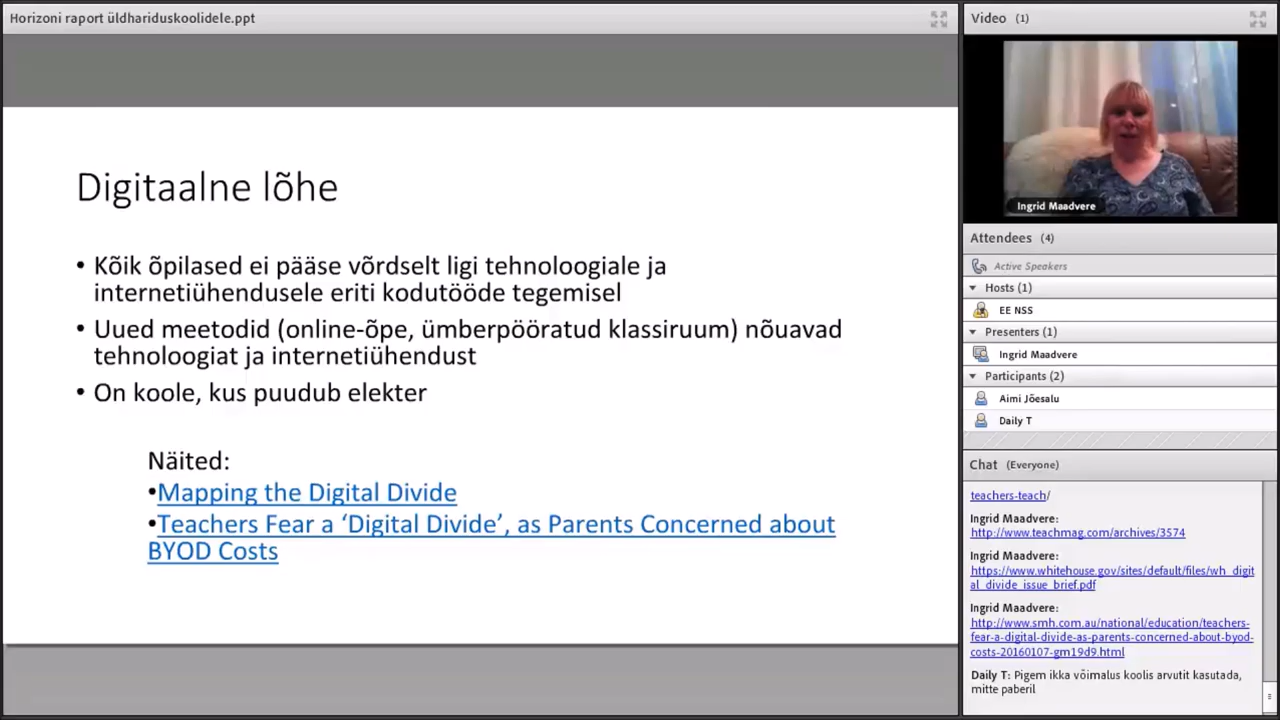 Horizoni raport üldhariduskoolidele.ppt
Digitaalne lõhe
• Kõik õpilased ei pääse võrdselt ligi tehnoloogiale ja
internetiühendusele eriti kodutööde tegemisel
• Uued meetodid (online-õpe, ümberpööratud klassiruum) nõuavad
tehnoloogiat ja internetiühendust
• On koole, kus puudub elekter
Näited:
•Mapping the Digital Divide
•Teachers Fear a ‘Digital Divide’, as Parents Concerned about
BYOD Costs
Video (1)
Ingrid Maadvere
Attendees (4)
Active Speakers
Hosts (1)
EE NSS
Presenters (1)
Ingrid Maadvere
Participants (2)
Aimi Jõesalu
Daily T
Chat (Everyone)
teachers-teach/
Ingrid Maadvere:
http://www.teachmag.com/archives/3574
Ingrid Maadvere:
https://www.whitehouse.gov/sites/default/files/wh_digit
al_divide_issue_brief.pdf
Ingrid Maadvere:
http://www.smh.com.au/national/education/teachers-
fear-a-digital-divide-as-parents-concerned-about-byod-
costs-20160107-gm19d9.html
Daily T: Pigem ikka võimalus koolis arvutit kasutada,
mitte paberil